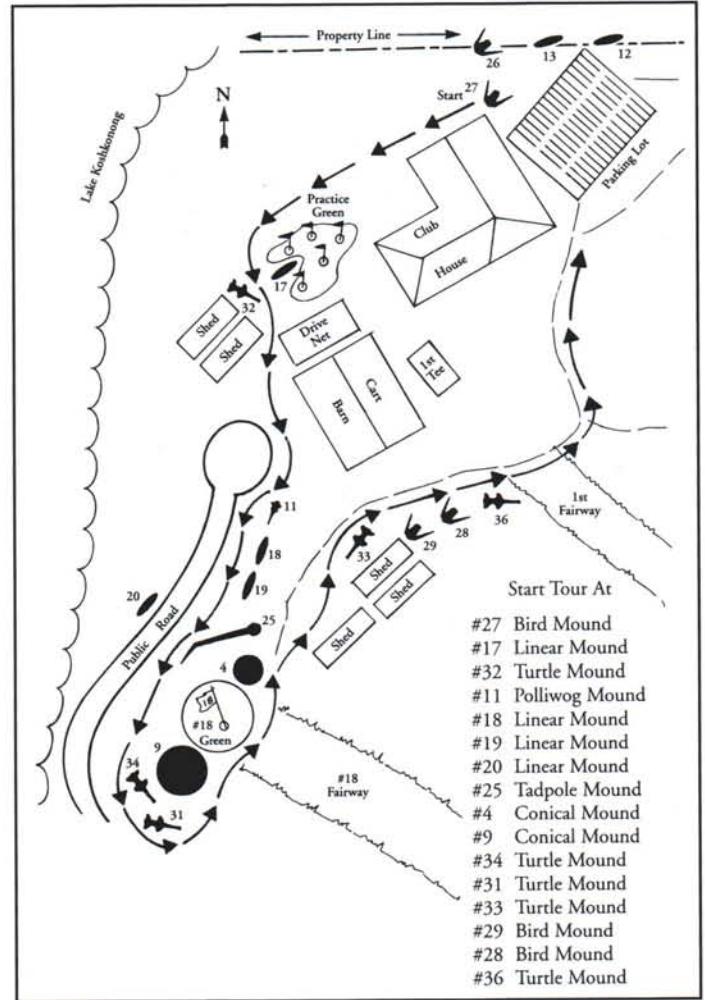 Property Line
26
13
12
Start
27
N
Lake Koshkonong
Parking Lot
Practice
Green
Club
House
17
32
Shed
Shed
Drive
Net
1st
Tee
Cart
Barn
11
36
1st
Fairway
28
29
33
18
19
20
Shed
Shed
Shed
Public Road
25
4
18
#18
Green
9
34
31
#18
Fairway
Start Tour At
#27 Bird Mound
#17 Linear Mound
#32 Turtle Mound
#11 Polliwog Mound
#18 Linear Mound
#19 Linear Mound
#20 Linear Mound
#25 Tadpole Mound
#4 Conical Mound
#9 Conical Mound
#34 Turtle Mound
#31 Turtle Mound
#33 Turtle Mound
#29 Bird Mound
#28 Bird Mound
#36 Turtle Mound